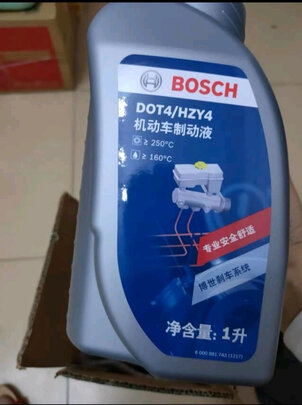 BOSCH
DOT4/HZY4
机动车制动液
≥ 250°C
≥ 160°C
专业安全舒适
博世刹车系统
净含量: 1升